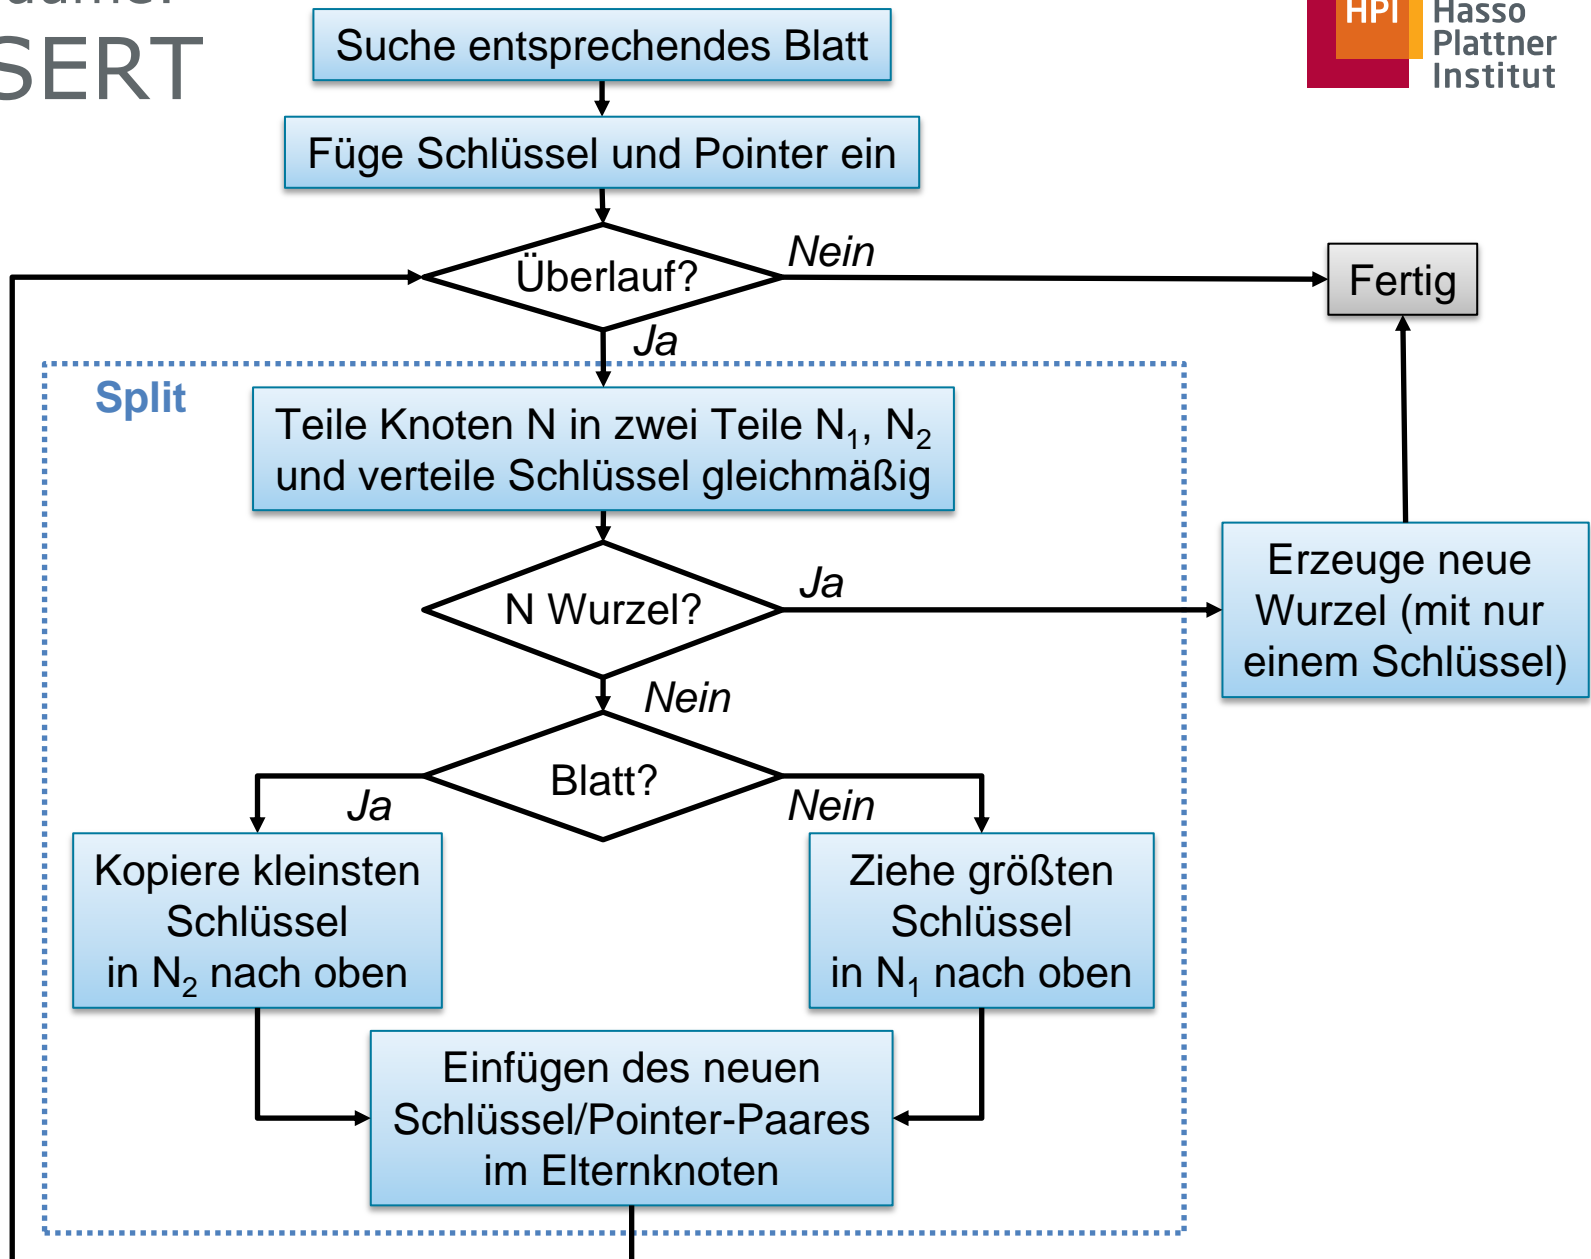 SERT
HPI
Hasso
Plattner
Institut
Suche entsprechendes Blatt
Füge Schlüssel und Pointer ein
Überlauf?
Nein
Fertig
Ja
Split
Teile Knoten N in zwei Teile N₁, N₂
und verteile Schlüssel gleichmäßig
N Wurzel?
Ja
Erzeuge neue
Wurzel (mit nur
einem Schlüssel)
Nein
Blatt?
Ja
Nein
Kopiere kleinsten
Schlüssel
in N₂ nach oben
Ziehe größten
Schlüssel
in N₁ nach oben
Einfügen des neuen
Schlüssel/Pointer-Paares
im Elternknoten